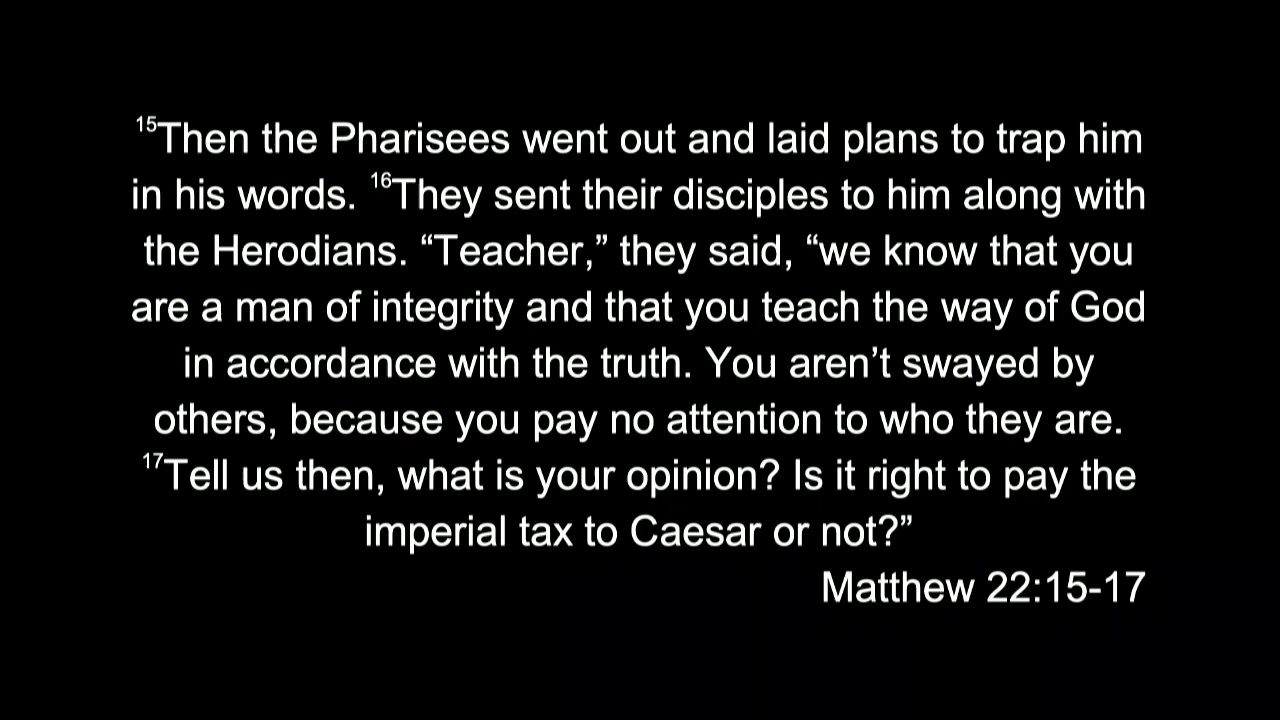 ¹⁵Then the Pharisees went out and laid plans to trap him
in his words. ¹⁶They sent their disciples to him along with
the Herodians. “Teacher,” they said, “we know that you
are a man of integrity and that you teach the way of God
in accordance with the truth. You aren’t swayed by
others, because you pay no attention to who they are.
¹⁷Tell us then, what is your opinion? Is it right to pay the
imperial tax to Caesar or not?”
Matthew 22:15-17